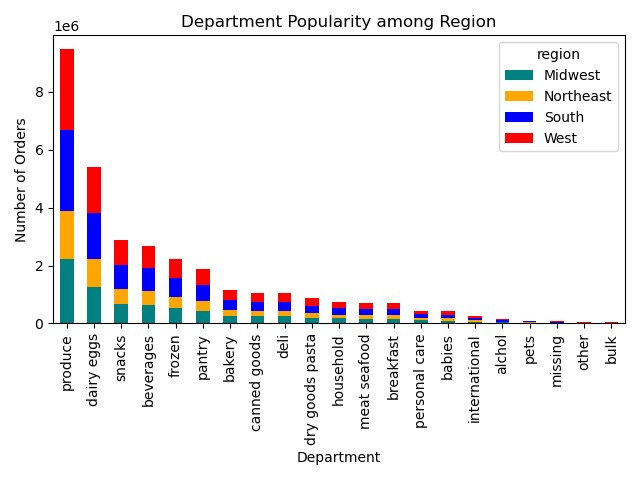 Department Popularity among Region
1e6
region
Midwest
Northeast
South
West
Number of Orders
8
6
4
2
0
produce
dairy eggs
snacks
beverages
frozen
pantry
bakery
canned goods
deli
dry goods pasta
household
meat seafood
breakfast
personal care
babies
international
alchol
pets
missing
other
bulk
Department